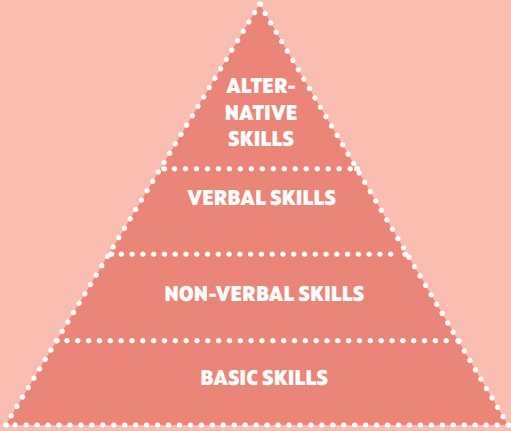 ALTER-
NATIVE
SKILLS
VERBAL SKILLS
NON-VERBAL SKILLS
BASIC SKILLS